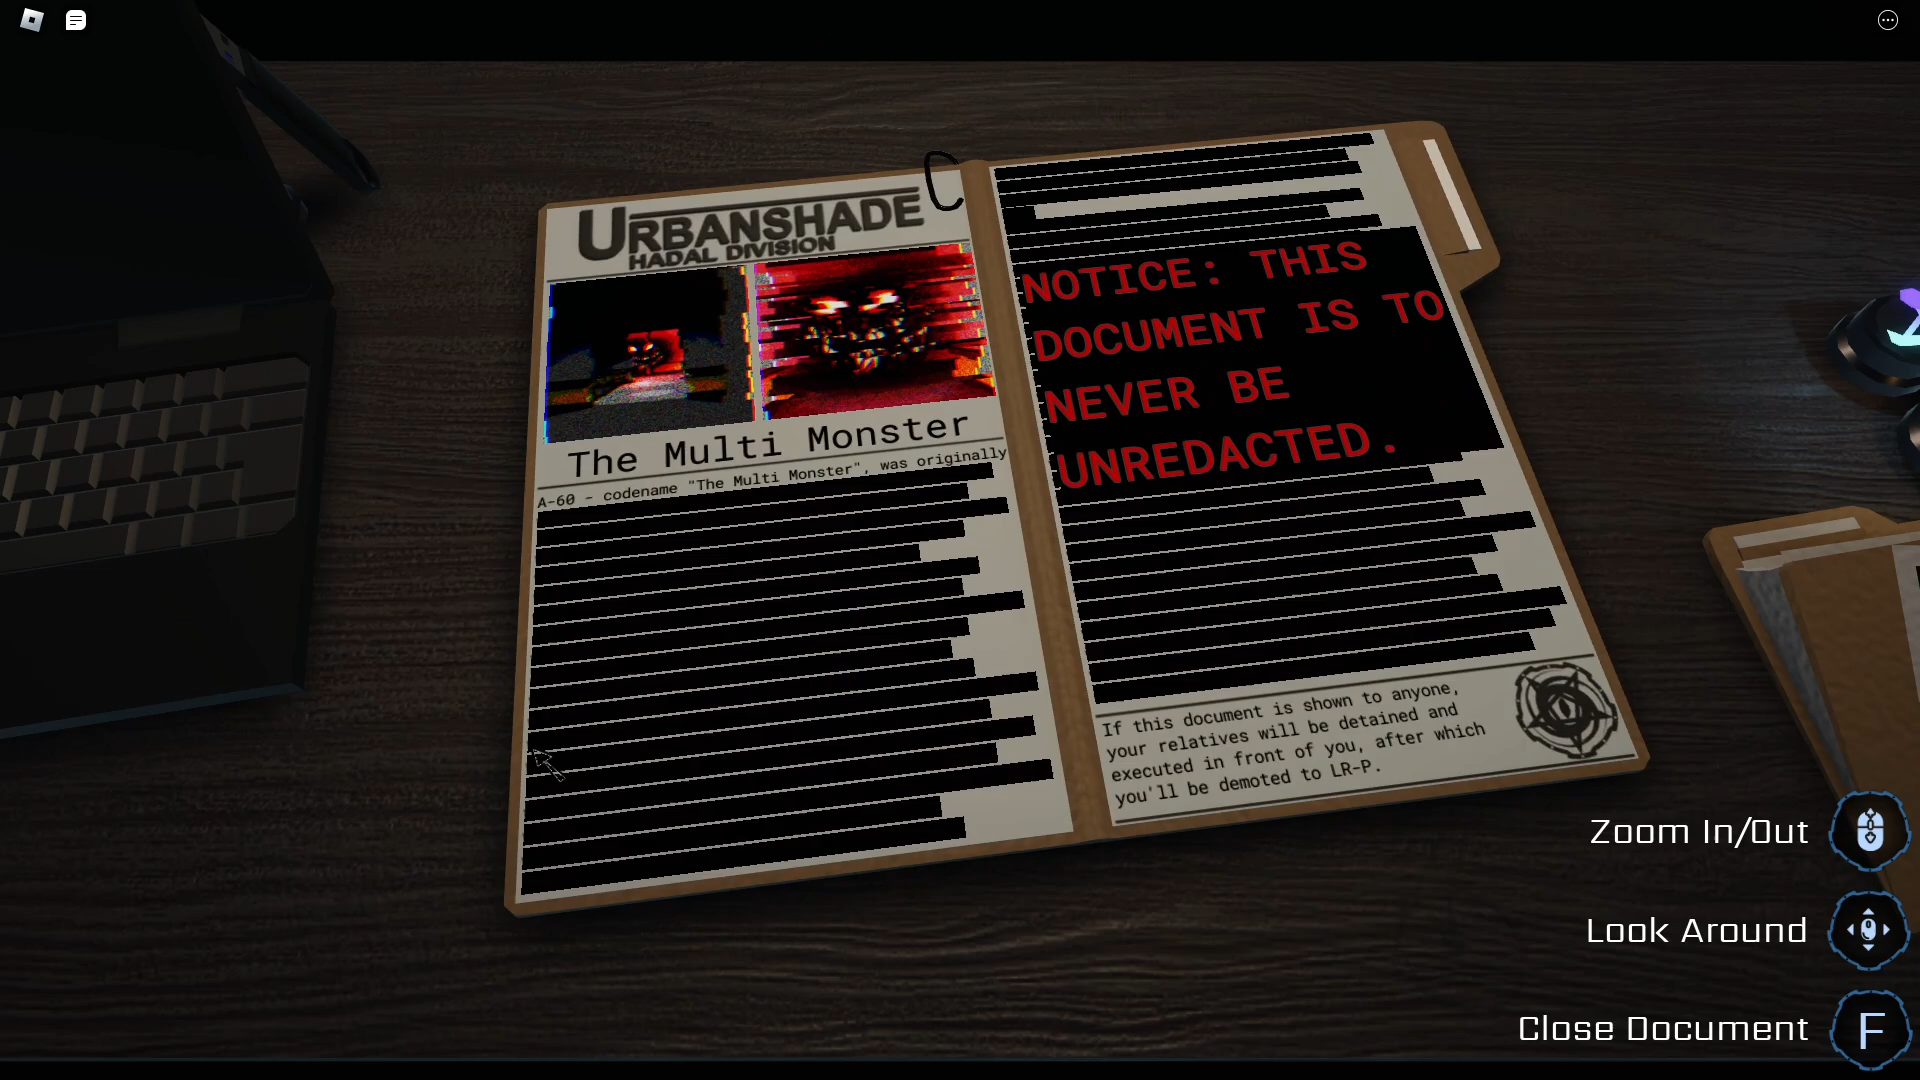 URBANSHADE
HADAL DIVISION
The Multi Monster
A-60 - codename "The Multi Monster", was originally
NOTICE: THIS
DOCUMENT IS TO
NEVER BE
UNREDACTED.
If this document is shown to anyone,
your relatives will be detained and
executed in front of you, after which
you'll be demoted to LR-P.
Zoom In/Out
Look Around
Close Document
F